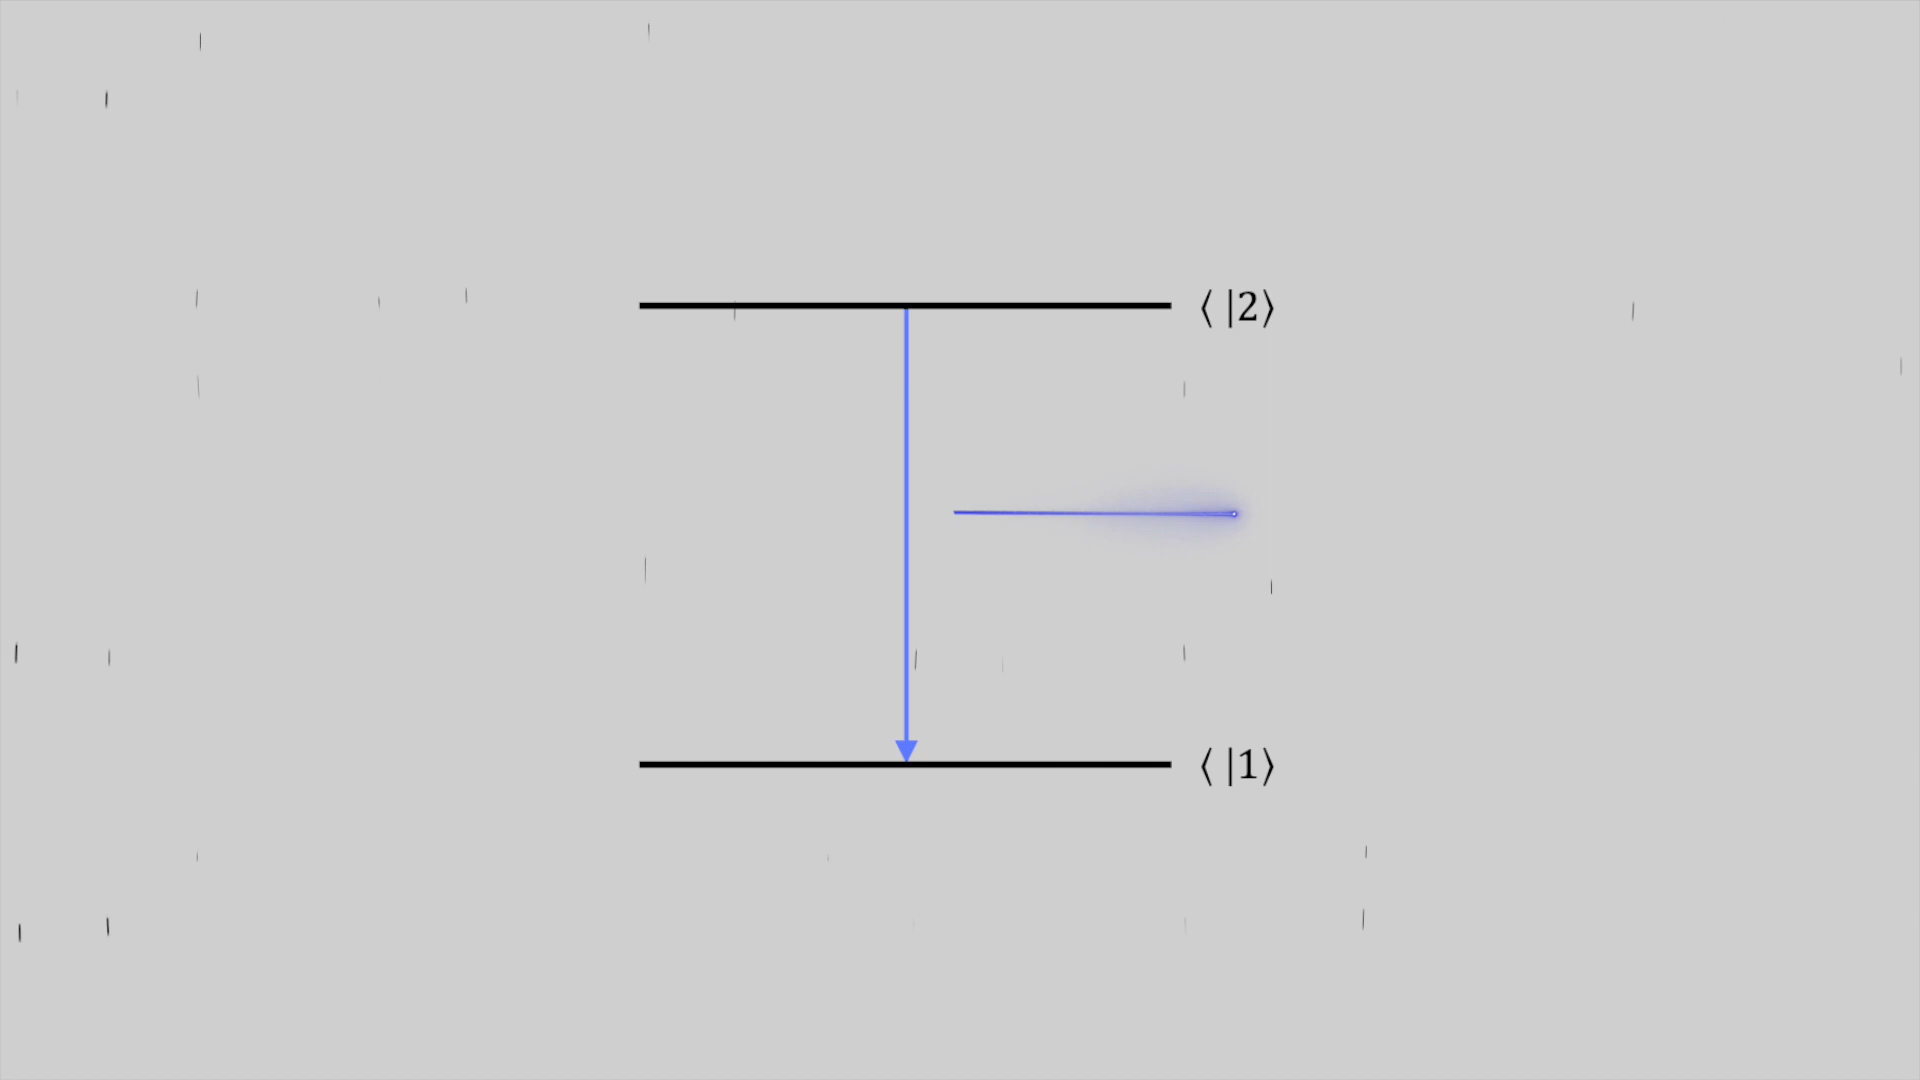 ⟨ |2⟩
⟨ |1⟩